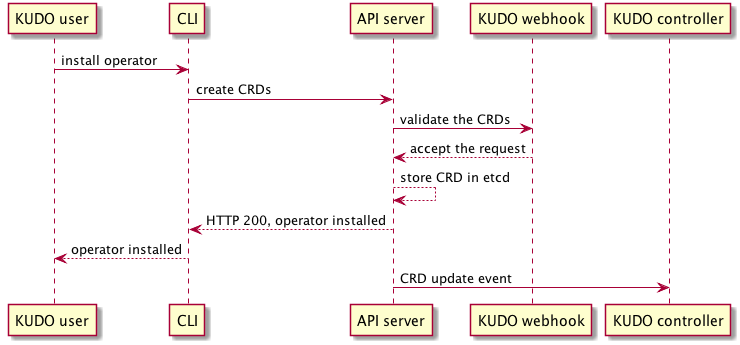 KUDO user CLI API server KUDO webhook KUDO controller
install operator
create CRDs
validate the CRDs
accept the request
store CRD in etcd
HTTP 200, operator installed
operator installed
CRD update event
KUDO user CLI API server KUDO webhook KUDO controller